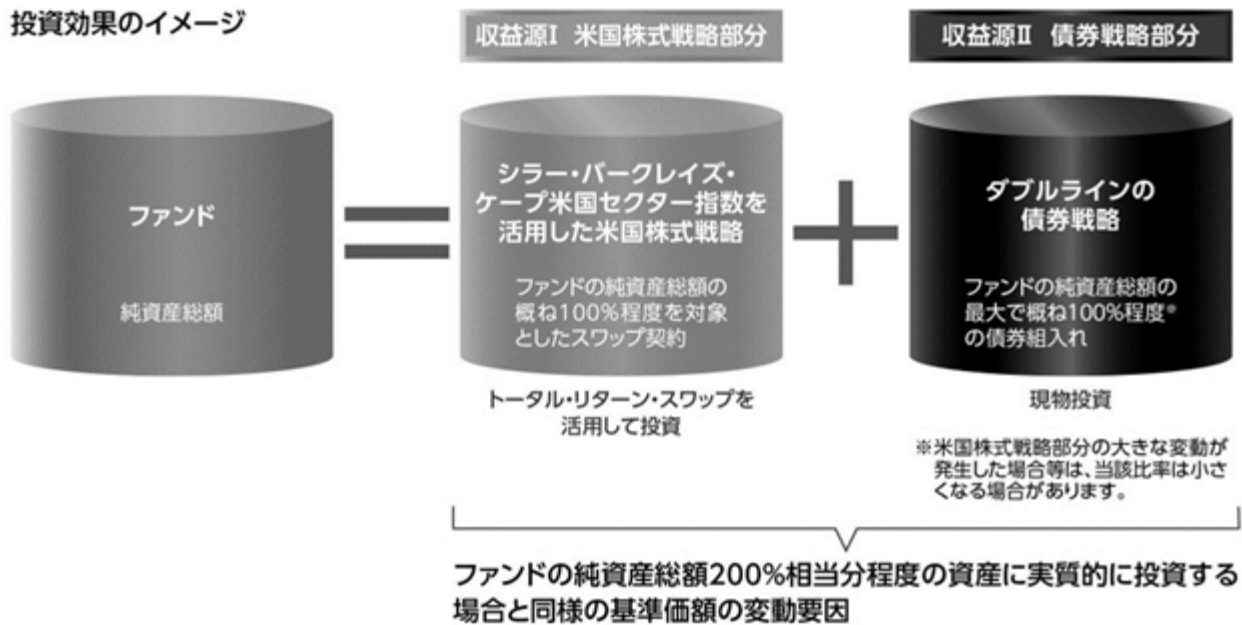 投資効果のイメージ
収益源Ⅰ 米国株式戦略部分
収益源Ⅱ 債券戦略部分
ファンド
純資産総額
シラー・バークレイズ・
ケープ米国セクター指数を
活用した米国株式戦略
ファンドの純資産総額の
概ね100%程度を対象
としたスワップ契約
トータル・リターン・スワップを
活用して投資
ダブルラインの
債券戦略
ファンドの純資産総額の
最大で概ね100%程度※
の債券組入れ
現物投資
※米国株式戦略部分の大きな変動が
発生した場合等は、当該比率は小さ
くなる場合があります。
ファンドの純資産総額200%相当分程度の資産に実質的に投資する
場合と同様の基準価額の変動要因